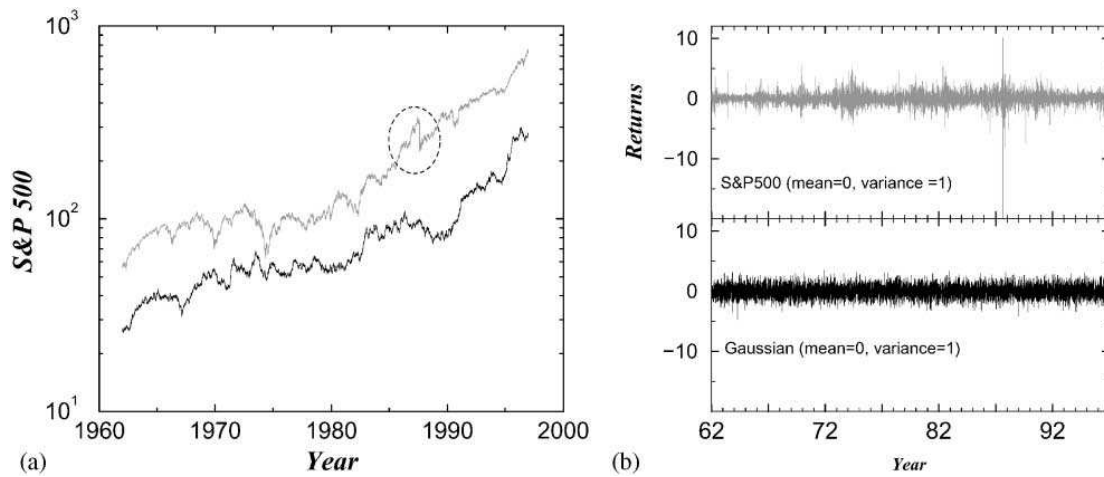 10³
10²
10¹
S&P 500
1960 1970 1980 1990 2000
(a)
Year
10
0
−10
Returns
S&P500 (mean=0, variance =1)
10
0
−10
Gaussian (mean=0, variance=1)
62 72 82 92
(b)
Year